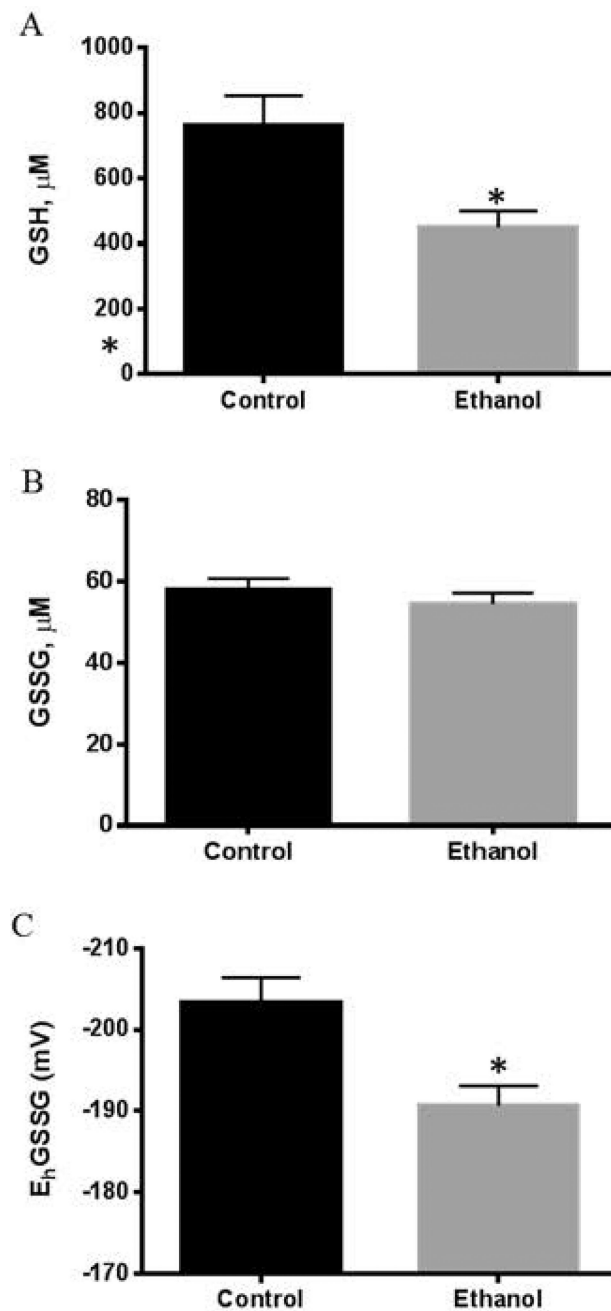 A
1000
800
600
400
200
0
GSH, µM
*
*
Control Ethanol
B
80
60
40
20
0
GSSG, µM
Control Ethanol
C
-210
-200
-190
-180
-170
EhGSSG (mV)
*
Control Ethanol